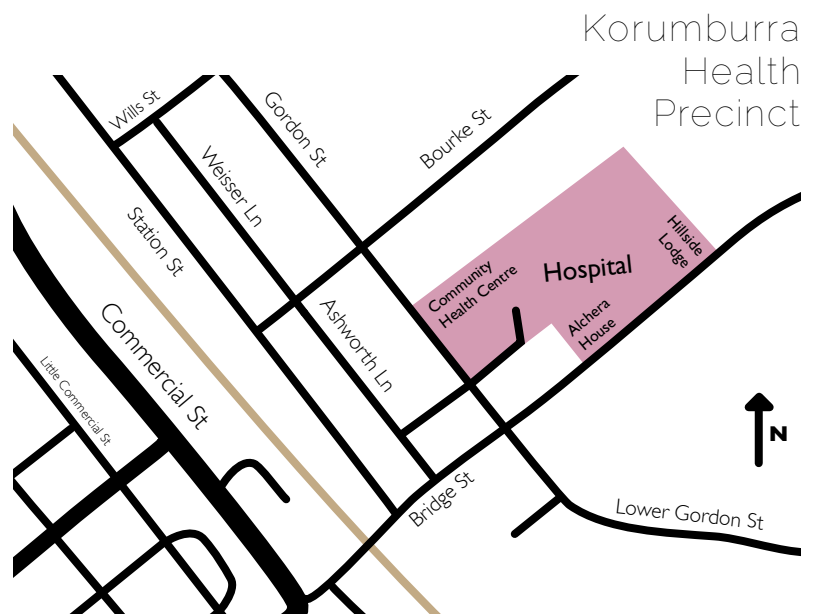 Korumburra
Health
Precinct
Wills St
Gordon St
Bourke St
Weisser Ln
Station St
Hillside
Lodge
Community
Health Centre
Hospital
Alchera
House
Ashworth Ln
Commercial St
Little Commercial St
N
Bridge St
Lower Gordon St